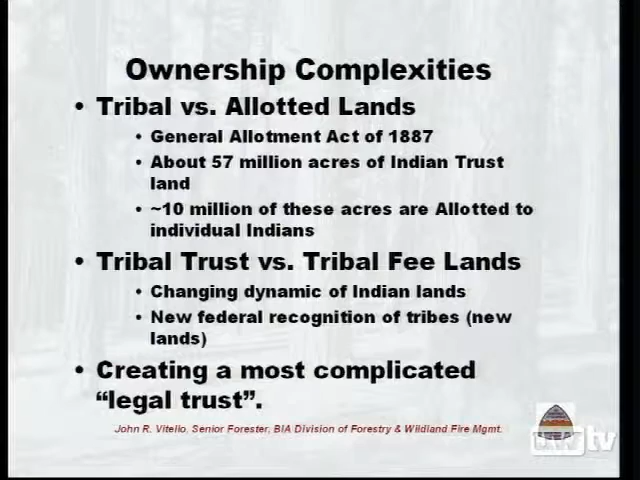 Ownership Complexities
• Tribal vs. Allotted Lands
• General Allotment Act of 1887
• About 57 million acres of Indian Trust
land
• ~10 million of these acres are Allotted to
individual Indians
• Tribal Trust vs. Tribal Fee Lands
• Changing dynamic of Indian lands
• New federal recognition of tribes (new
lands)
• Creating a most complicated
“legal trust”.
John R. Vitello, Senior Forester, BIA Division of Forestry & Wildland Fire Mgmt.
tv